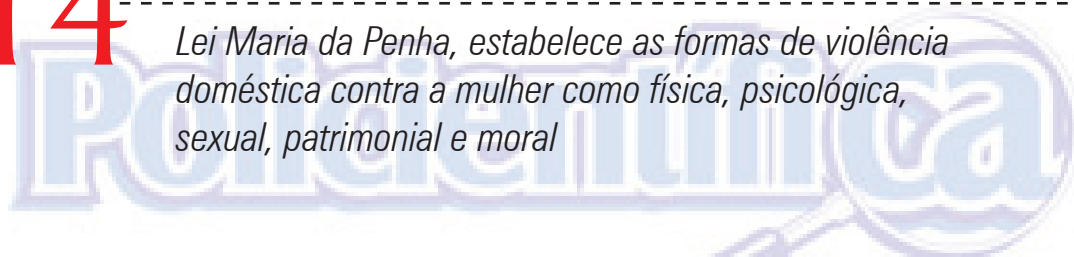 14
Lei Maria da Penha, estabelece as formas de violência
doméstica contra a mulher como física, psicológica,
sexual, patrimonial e moral
Policientífica